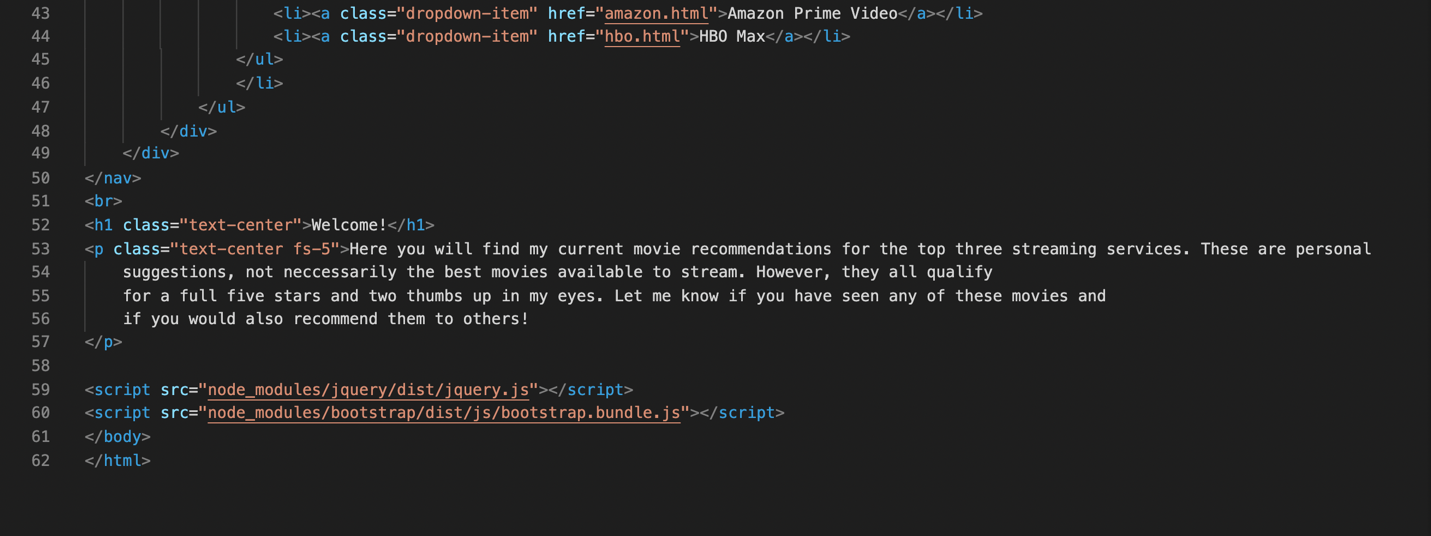 43 <li><a class="dropdown-item" href="amazon.html">Amazon Prime Video</a></li>
44 <li><a class="dropdown-item" href="hbo.html">HBO Max</a></li>
45 </ul>
46 </li>
47 </ul>
48 </div>
49 </div>
50 </nav>
51 <br>
52 <h1 class="text-center">Welcome!</h1>
53 <p class="text-center fs-5">Here you will find my current movie recommendations for the top three streaming services. These are personal
54 suggestions, not neccessarily the best movies available to stream. However, they all qualify
55 for a full five stars and two thumbs up in my eyes. Let me know if you have seen any of these movies and
56 if you would also recommend them to others!
57 </p>
58
59 <script src="node_modules/jquery/dist/jquery.js"></script>
60 <script src="node_modules/bootstrap/dist/js/bootstrap.bundle.js"></script>
61 </body>
62 </html>